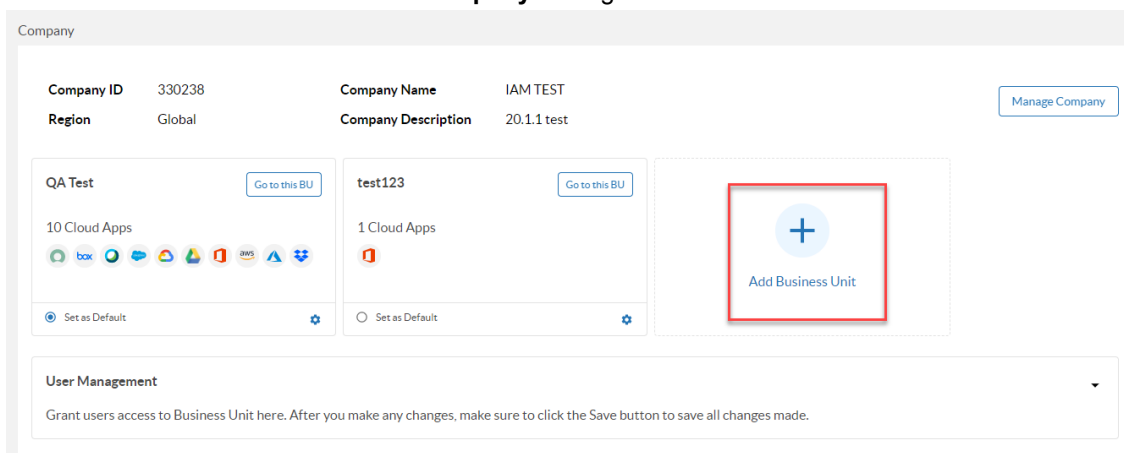 Company
Company ID 330238 Company Name IAM TEST
Manage Company
Region Global Company Description 20.1.1 test
QA Test Go to this BU test123 Go to this BU
10 Cloud Apps 1 Cloud Apps
box aws
Add Business Unit
Set as Default Set as Default
User Management
Grant users access to Business Unit here. After you make any changes, make sure to click the Save button to save all changes made.